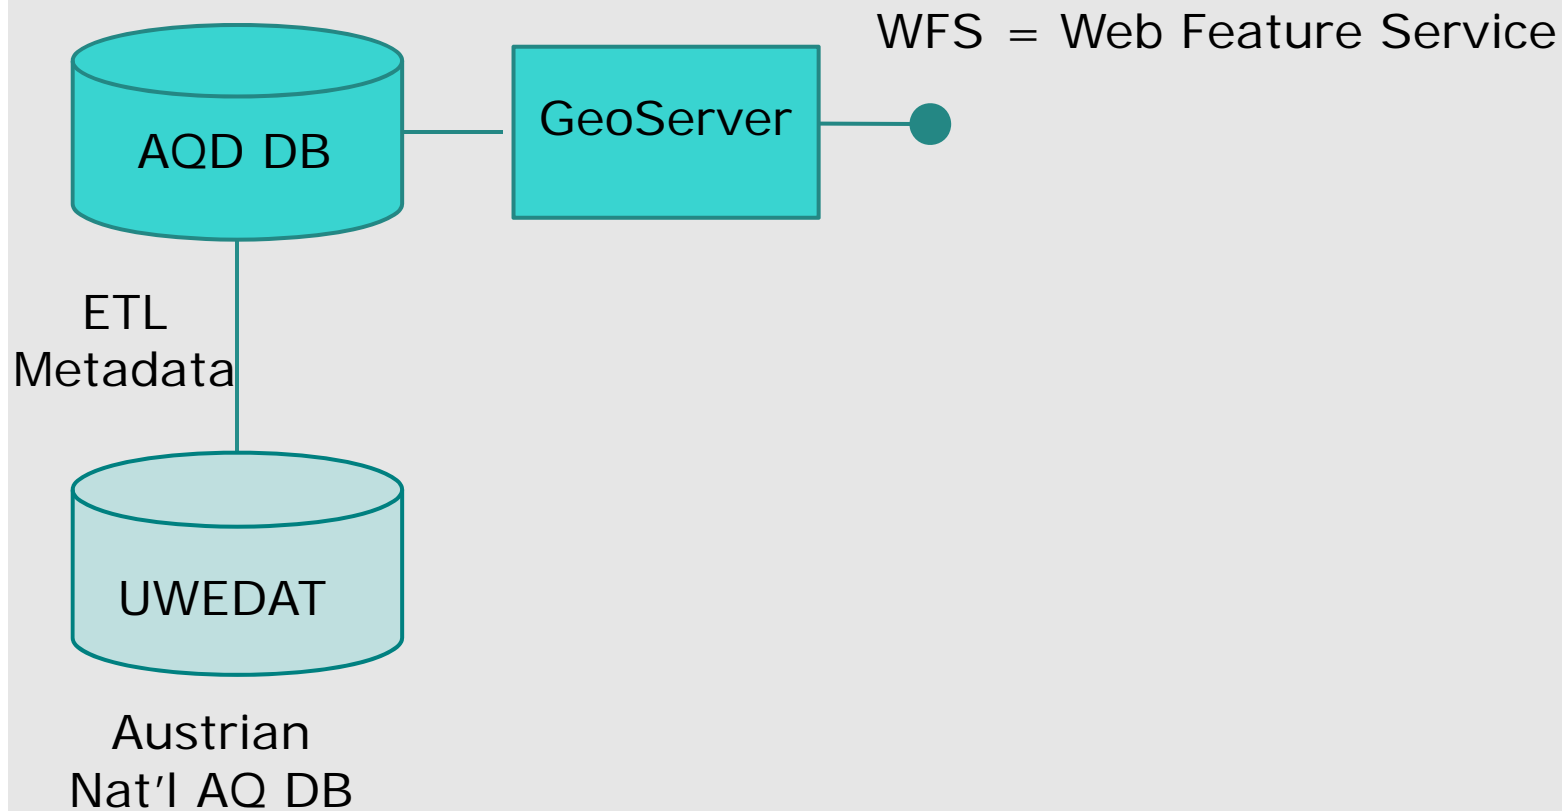 WFS = Web Feature Service
AQD DB
GeoServer
ETL
Metadata
UWEDAT
Austrian
Nat'l AQ DB